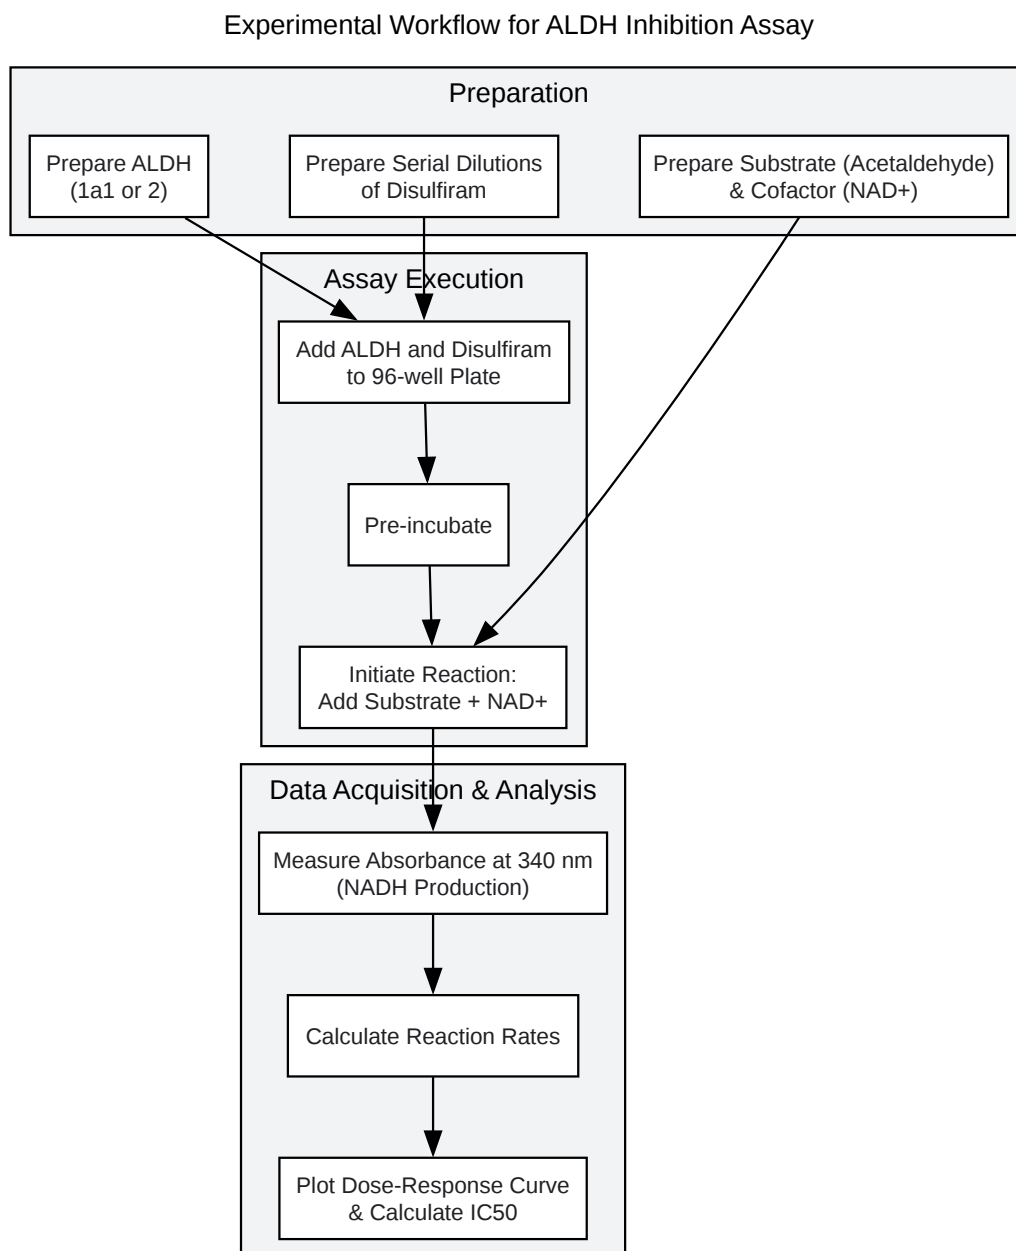 Experimental Workflow for ALDH Inhibition Assay
Preparation
Prepare ALDH
(1a1 or 2)
Prepare Serial Dilutions
of Disulfiram
Prepare Substrate (Acetaldehyde)
& Cofactor (NAD+)
Assay Execution
Add ALDH and Disulfiram
to 96-well Plate
Pre-incubate
Initiate Reaction:
Add Substrate + NAD+
Data Acquisition & Analysis
Measure Absorbance at 340 nm
(NADH Production)
Calculate Reaction Rates
Plot Dose-Response Curve
& Calculate IC50